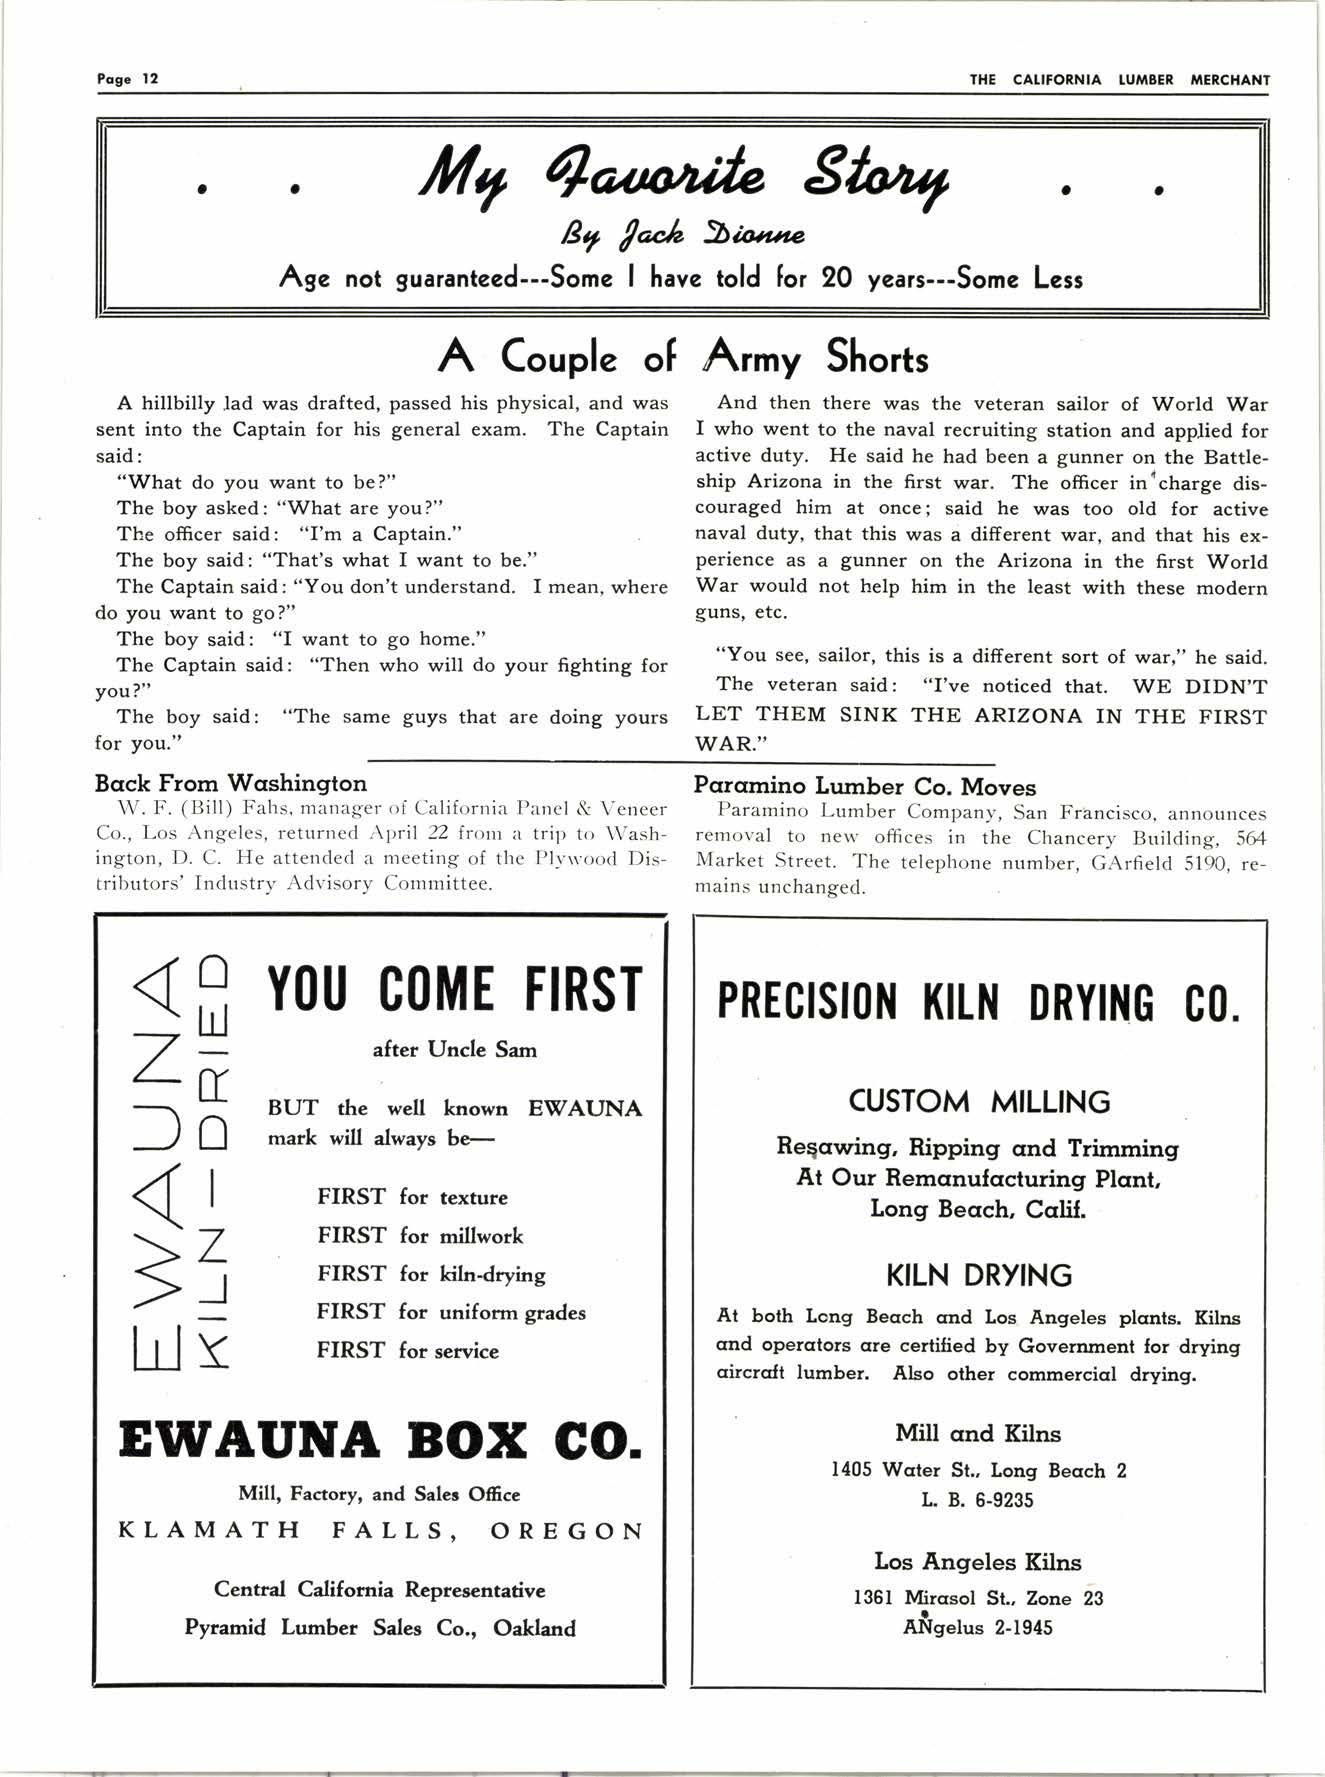 Page 12
THE CALIFORNIA LUMBER MERCHANT
My Favorite Story
By Jack Dionne
Age not guaranteed---Some I have told for 20 years---Some Less
A Couple of Army Shorts
A hillbilly lad was drafted, passed his physical, and was
sent into the Captain for his general exam. The Captain
said:
"What do you want to be?"
The boy asked: "What are you?"
The officer said: "I'm a Captain."
The boy said: "That's what I want to be."
The Captain said: "You don't understand. I mean, where
do you want to go?"
The boy said: "I want to go home."
The Captain said: "Then who will do your fighting for
you?"
The boy said: "The same guys that are doing yours
for you."
And then there was the veteran sailor of World War
I who went to the naval recruiting station and applied for
active duty. He said he had been a gunner on the Battle-
ship Arizona in the first war. The officer in charge dis-
couraged him at once; said he was too old for active
naval duty, that this was a different war, and that his ex-
perience as a gunner on the Arizona in the first World
War would not help him in the least with these modern
guns, etc.
"You see, sailor, this is a different sort of war," he said.
The veteran said: "I've noticed that. WE DIDN'T
LET THEM SINK THE ARIZONA IN THE FIRST
WAR."
Back From Washington
W. F. (Bill) Fahs, manager of California Panel & Veneer
Co., Los Angeles, returned April 22 from a trip to Wash-
ington, D. C. He attended a meeting of the Plywood Dis-
tributors' Industry Advisory Committee.
Paramino Lumber Co. Moves
Paramino Lumber Company, San Francisco, announces
removal to new offices in the Chancery Building, 564
Market Street. The telephone number, GArfield 5190, re-
mains unchanged.
EWAUNA
KILN-DRIED
YOU COME FIRST
after Uncle Sam
BUT the well known EWAUNA
mark will always be—
FIRST for texture
FIRST for millwork
FIRST for kiln-drying
FIRST for uniform grades
FIRST for service
EWAUNA BOX CO.
Mill, Factory, and Sales Office
KLAMATH FALLS, OREGON
Central California Representative
Pyramid Lumber Sales Co., Oakland
PRECISION KILN DRYING CO.
CUSTOM MILLING
Resawing, Ripping and Trimming
At Our Remanufacturing Plant,
Long Beach, Calif.
KILN DRYING
At both Long Beach and Los Angeles plants. Kilns
and operators are certified by Government for drying
aircraft lumber. Also other commercial drying.
Mill and Kilns
1405 Water St., Long Beach 2
L. B. 6-9235
Los Angeles Kilns
1361 Mirasol St., Zone 23
ANgelus 2-1945